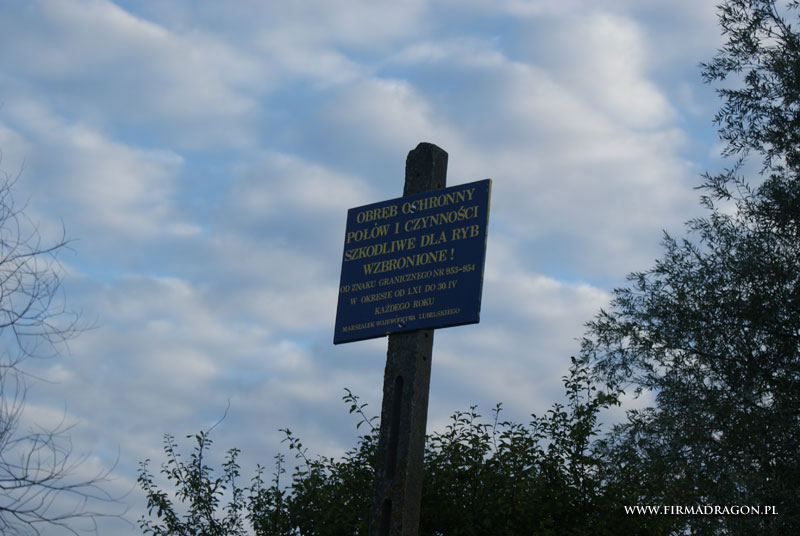 OBRĘB OCHRONNY
POŁÓW I CZYNNOŚCI
SZKODLIWE DLA RYB
WZBRONIONE !
OD ZNAKU GRANICZNEGO NR 953-954
W OKRESIE OD 1.XI DO 30.IV
KAŻDEGO ROKU
MARSZAŁEK WOJEWÓDZTWA LUBELSKIEGO
WWW.FIRMADRAGON.PL